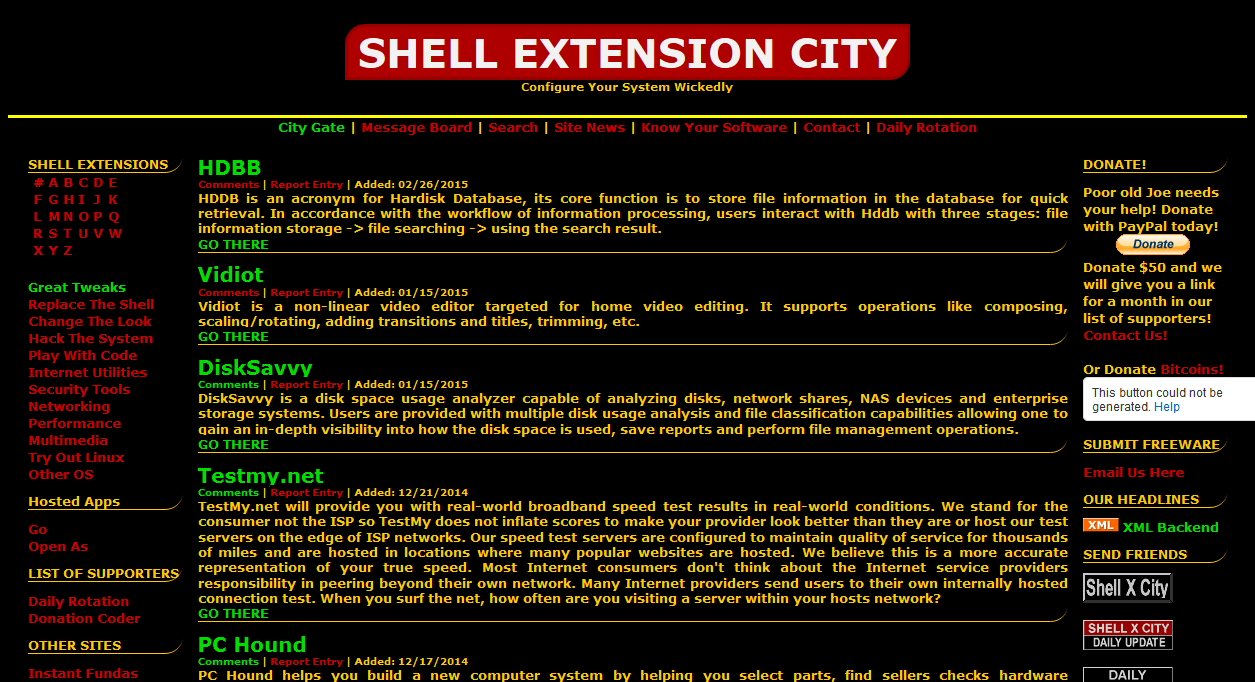 SHELL EXTENSION CITY
Configure Your System Wickedly
City Gate | Message Board | Search | Site News | Know Your Software | Contact | Daily Rotation
SHELL EXTENSIONS
# A B C D E
F G H I J K
L M N O P Q
R S T U V W
X Y Z
Great Tweaks
Replace The Shell
Change The Look
Hack The System
Play With Code
Internet Utilities
Security Tools
Networking
Performance
Multimedia
Try Out Linux
Other OS
Hosted Apps
Go
Open As
LIST OF SUPPORTERS
Daily Rotation
Donation Coder
OTHER SITES
Instant Fundas
HDBB
Comments | Report Entry | Added: 02/26/2015
HDDB is an acronym for Hardisk Database, its core function is to store file information in the database for quick
retrieval. In accordance with the workflow of information processing, users interact with Hddb with three stages: file
information storage -> file searching -> using the search result.
GO THERE
Vidiot
Comments | Report Entry | Added: 01/15/2015
Vidiot is a non-linear video editor targeted for home video editing. It supports operations like composing,
scaling/rotating, adding transitions and titles, trimming, etc.
GO THERE
DiskSavvy
Comments | Report Entry | Added: 01/15/2015
DiskSavvy is a disk space usage analyzer capable of analyzing disks, network shares, NAS devices and enterprise
storage systems. Users are provided with multiple disk usage analysis and file classification capabilities allowing one to
gain an in-depth visibility into how the disk space is used, save reports and perform file management operations.
GO THERE
Testmy.net
Comments | Report Entry | Added: 12/21/2014
TestMy.net will provide you with real-world broadband speed test results in real-world conditions. We stand for the
consumer not the ISP so TestMy does not inflate scores to make your provider look better than they are or host our test
servers on the edge of ISP networks. Our speed test servers are configured to maintain quality of service for thousands
of miles and are hosted in locations where many popular websites are hosted. We believe this is a more accurate
representation of your true speed. Most Internet consumers don't think about the Internet service providers
responsibility in peering beyond their own network. Many Internet providers send users to their own internally hosted
connection test. When you surf the net, how often are you visiting a server within your hosts network?
GO THERE
PC Hound
Comments | Report Entry | Added: 12/17/2014
PC Hound helps you build a new computer system by helping you select parts, find sellers checks hardware
DONATE!
Poor old Joe needs
your help! Donate
with PayPal today!
Donate
Donate $50 and we
will give you a link
for a month in our
list of supporters!
Contact Us!
Or Donate Bitcoins!
This button could not be
generated. Help
SUBMIT FREEWARE
Email Us Here
OUR HEADLINES
XML XML Backend
SEND FRIENDS
Shell X City
SHELL X CITY
DAILY UPDATE
DAILY